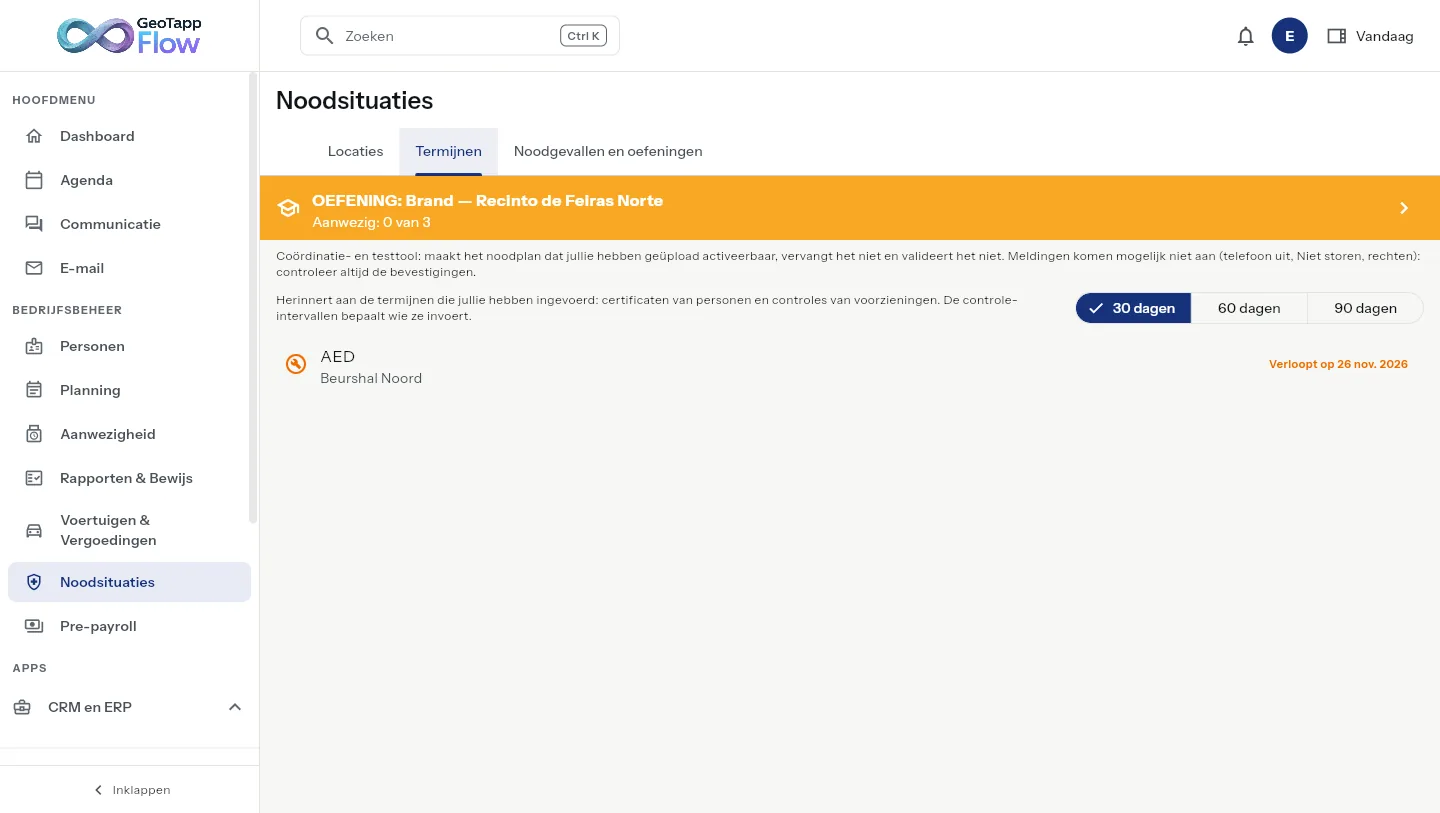 GeoTapp
Flow
Zoeken
Ctrl K
E
Vandaag
HOOFDMENU
Dashboard
Agenda
Communicatie
E-mail
BEDRIJFSBEHEER
Personen
Planning
Aanwezigheid
Rapporten & Bewijs
Voertuigen &
Vergoedingen
Noodsituaties
Pre-payroll
APPS
CRM en ERP
Inklappen
Noodsituaties
Locaties
Termijnen
Noodgevallen en oefeningen
OEFENING: Brand — Recinto de Feiras Norte
Aanwezig: 0 van 3
Coördinatie- en testtool: maakt het noodplan dat jullie hebben geüpload activeerbaar, vervangt het niet en valideert het niet. Meldingen komen mogelijk niet aan (telefoon uit, Niet storen, rechten):
controleer altijd de bevestigingen.
Herinnert aan de termijnen die jullie hebben ingevoerd: certificaten van personen en controles van voorzieningen. De controle-
intervallen bepaalt wie ze invoert.
30 dagen
60 dagen
90 dagen
AED
Beurshal Noord
Verloopt op 26 nov. 2026